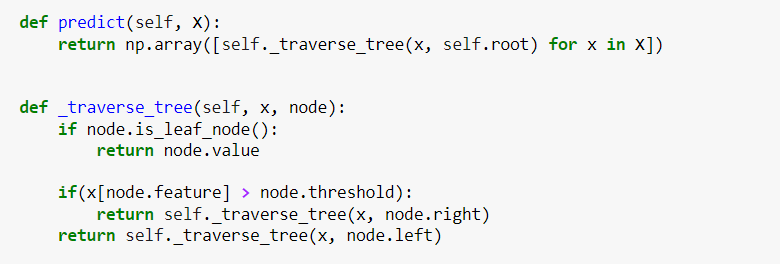 def predict(self, X):
    return np.array([self._traverse_tree(x, self.root) for x in X])
def _traverse_tree(self, x, node):
    if node.is_leaf_node():
        return node.value
    if(x[node.feature] > node.threshold):
        return self._traverse_tree(x, node.right)
    return self._traverse_tree(x, node.left)